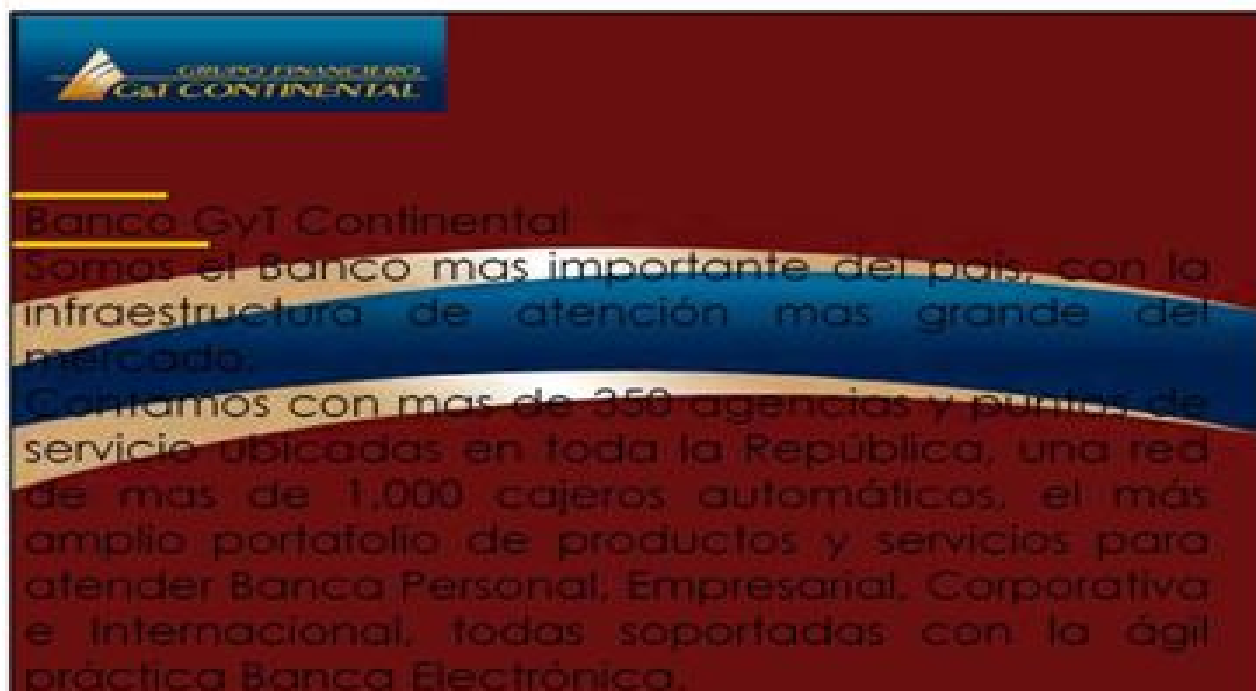 GRUPO FINANCIERO
G&T CONTINENTAL
Banco GyT Continental
Somos el Banco mas importante del país, con la
infraestructura de atención mas grande del
mercado.
Contamos con mas de 350 agencias y puntos de
servicio ubicadas en toda la República, una red
de mas de 1.000 cajeros automáticos, el más
amplio portafolio de productos y servicios para
atender Banca Personal, Empresarial, Corporativa
e Internacional, todas soportadas con la ágil
práctica Banca Electrónica.